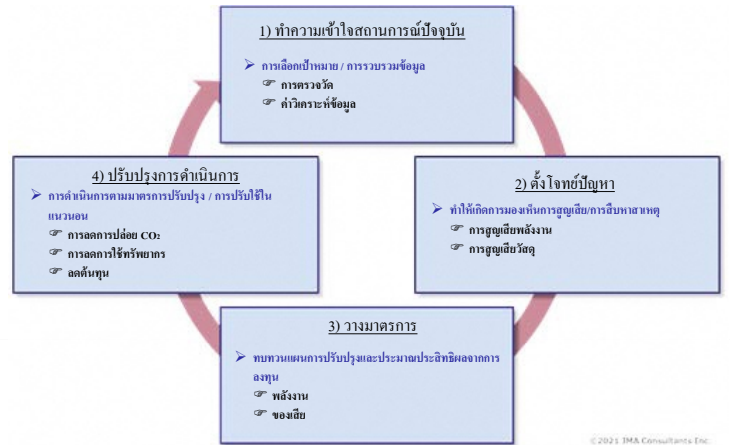 1) ทำความเข้าใจสถานการณ์ปัจจุบัน
➢ การเลือกเป้าหมาย / การรวบรวมข้อมูล
☞ การตรวจวัด
☞ ค่าวิเคราะห์ข้อมูล
2) ตั้งโจทย์ปัญหา
➢ ทำให้เกิดการมองเห็นการสูญเสีย/การสืบหาสาเหตุ
☞ การสูญเสียพลังงาน
☞ การสูญเสียวัสดุ
3) วางมาตรการ
➢ ทบทวนแผนการปรับปรุงและประมาณประสิทธิผลจากการ
ลงทุน
☞ พลังงาน
☞ ของเสีย
4) ปรับปรุงการดำเนินการ
➢ การดำเนินการตามมาตรการปรับปรุง / การปรับใช้ใน
แนวนอน
☞ การลดการปล่อย CO₂
☞ การลดการใช้ทรัพยากร
☞ ลดต้นทุน
©2021 IMA Consultants Inc.